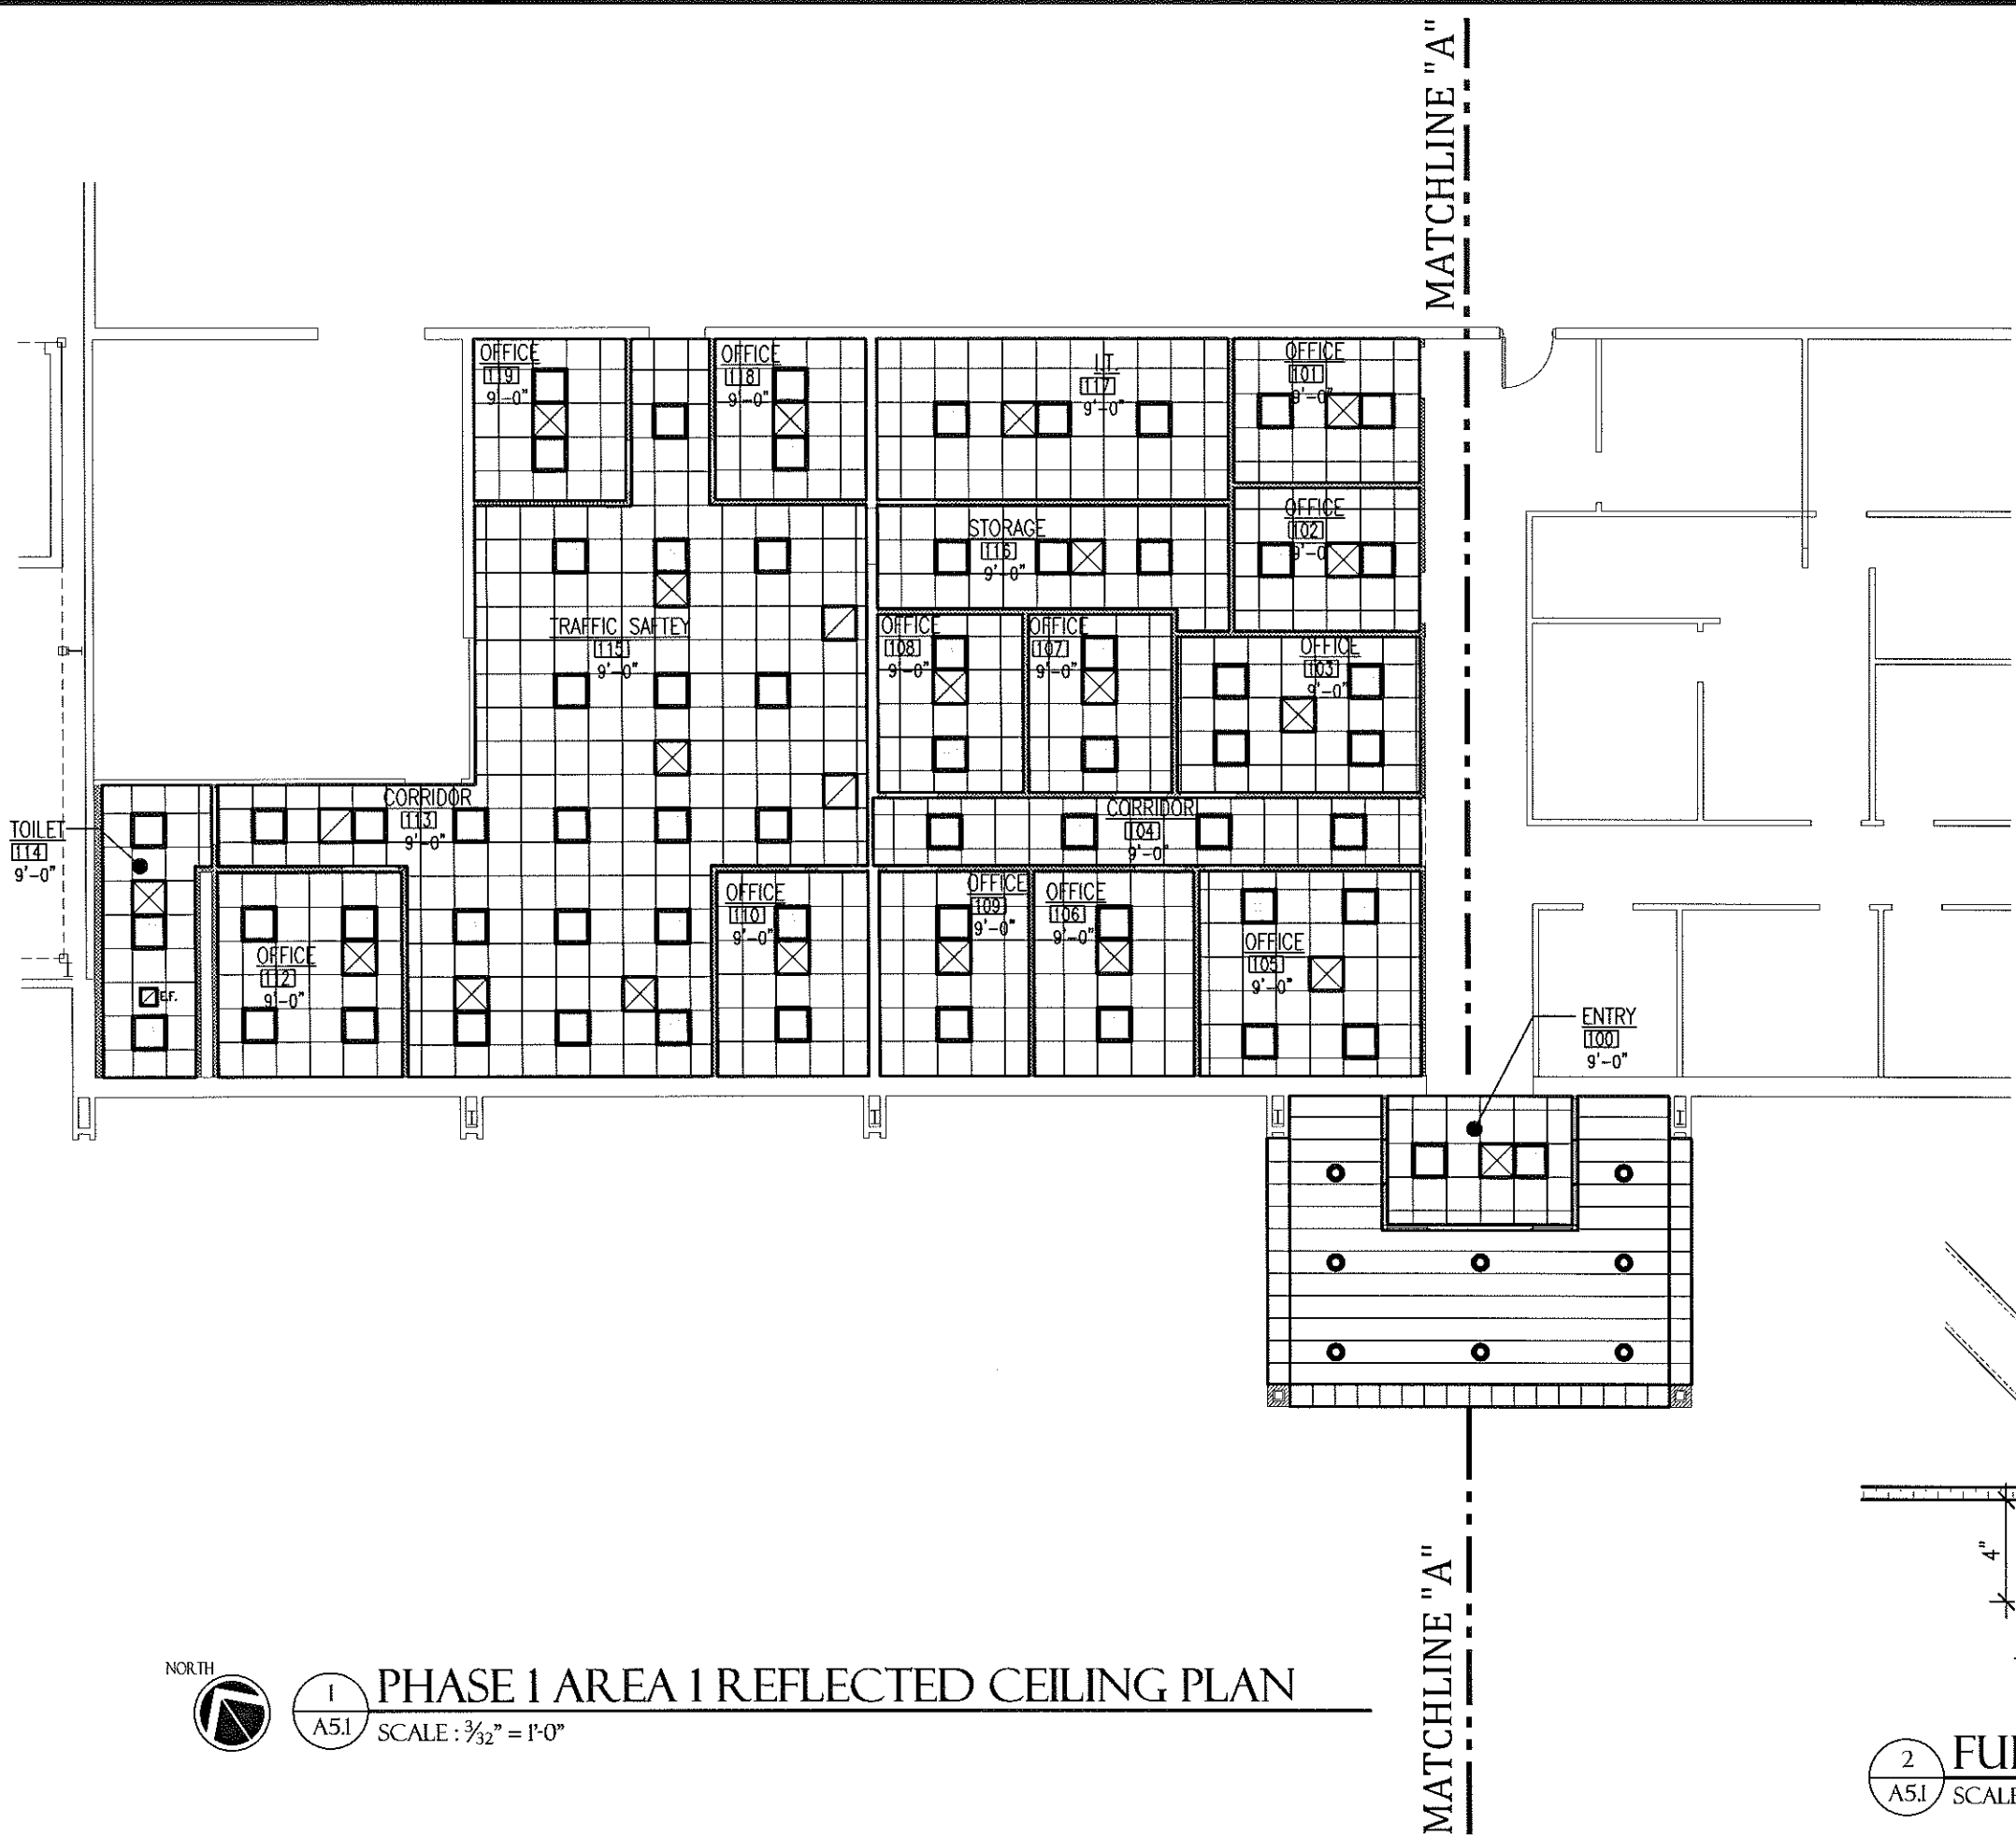 MATCHLINE "A"
OFFICE
119
9'-0"
OFFICE
118
9'-0"
I.T.
117
9'-0"
OFFICE
101
9'-0"
STORAGE
116
9'-0"
OFFICE
102
9'-0"
TRAFFIC SAFTEY
115
9'-0"
OFFICE
108
9'-0"
OFFICE
107
9'-0"
OFFICE
103
9'-0"
CORRIDOR
113
9'-0"
CORRIDOR
104
9'-0"
TOILET
114
9'-0"
OFFICE
110
9'-0"
OFFICE
109
9'-0"
OFFICE
106
9'-0"
OFFICE
105
9'-0"
OFFICE
112
9'-0"
E.F.
ENTRY
100
9'-0"
4"
MATCHLINE "A"
NORTH
1
A5.1
PHASE 1 AREA 1 REFLECTED CEILING PLAN
SCALE : 3/32" = 1'-0"
2
A5.1